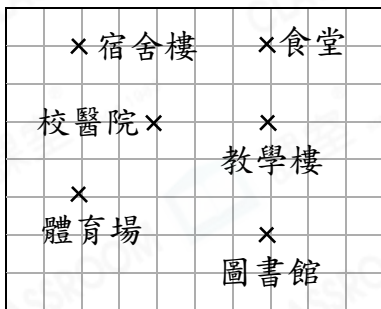 ×宿舍樓 ×食堂
校醫院× ×
教學樓
×
體育場 ×
圖書館